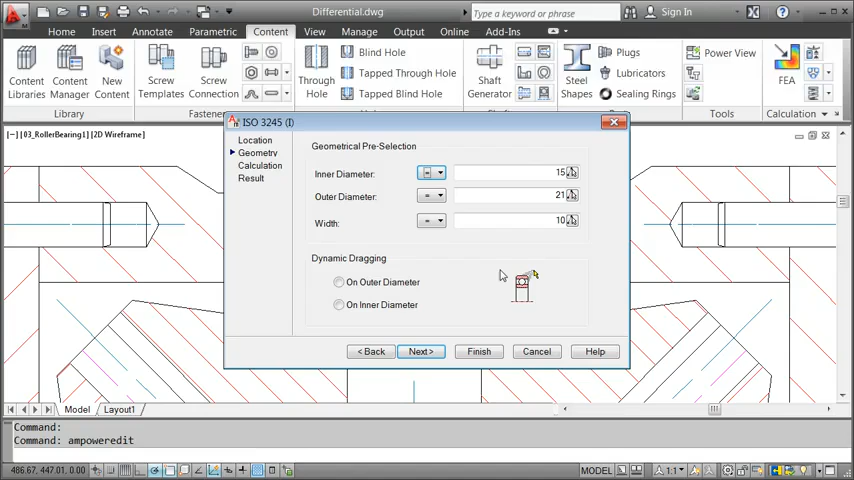 Differential.dwg
Type a keyword or phrase
Sign In
Home Insert Annotate Parametric Content View Manage Output Add-Ins
Content Libraries
Content Manager
New Content
Library
Screw Templates
Screw Connection
Through Hole
Blind Hole
Tapped Through Hole
Tapped Blind Hole
Shaft Generator
Steel Shapes
Plugs
Lubricators
Sealing Rings
Power View
Tools
FEA
Calculation
[−] [03_RollerBearing1] [2D Wireframe]
ISO 3245 (I)
Location
Geometry
Calculation
Result
Geometrical Pre-Selection
Inner Diameter: = 15
Outer Diameter: = 21
Width: = 10
Dynamic Dragging
On Outer Diameter
On Inner Diameter
< Back Next> Finish Cancel Help
Model Layout1
Command:
Command: ampoweredit
486.67, 447.01, 0.00
MODEL
1:1